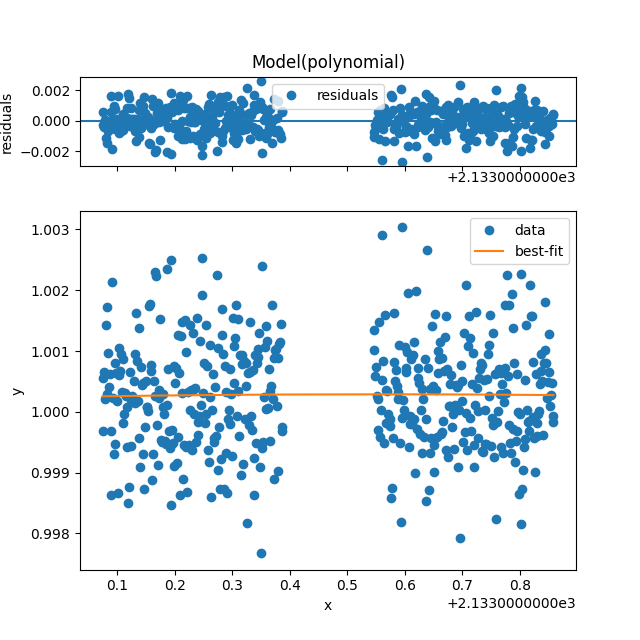 Model(polynomial)
residuals
0.002
0.000
−0.002
residuals
+2.1330000000e3
1.003
1.002
1.001
1.000
0.999
0.998
y
data
best-fit
0.1 0.2 0.3 0.4 0.5 0.6 0.7 0.8
x
+2.1330000000e3